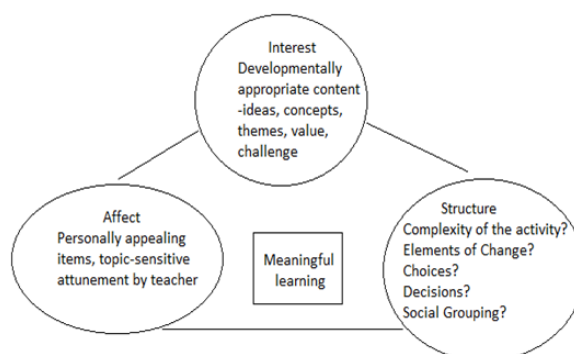 Interest
Developmentally
appropriate content
-ideas, concepts,
themes, value,
challenge
Affect
Personally appealing
items, topic-sensitive
attunement by teacher
Meaningful
learning
Structure
Complexity of the activity?
Elements of Change?
Choices?
Decisions?
Social Grouping?